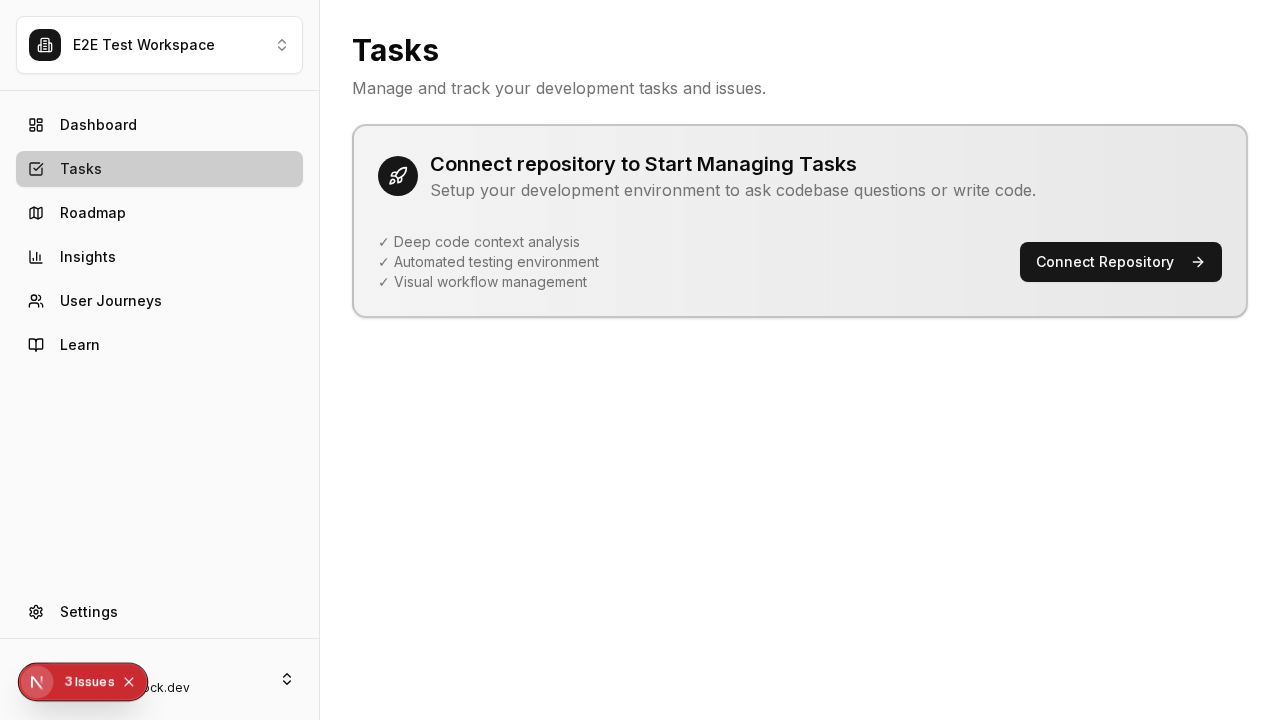 E2E Test Workspace
Dashboard
Tasks
Roadmap
Insights
User Journeys
Learn
Settings
3 Issues
ock.dev
Tasks
Manage and track your development tasks and issues.
Connect repository to Start Managing Tasks
Setup your development environment to ask codebase questions or write code.
✓ Deep code context analysis
✓ Automated testing environment
✓ Visual workflow management
Connect Repository